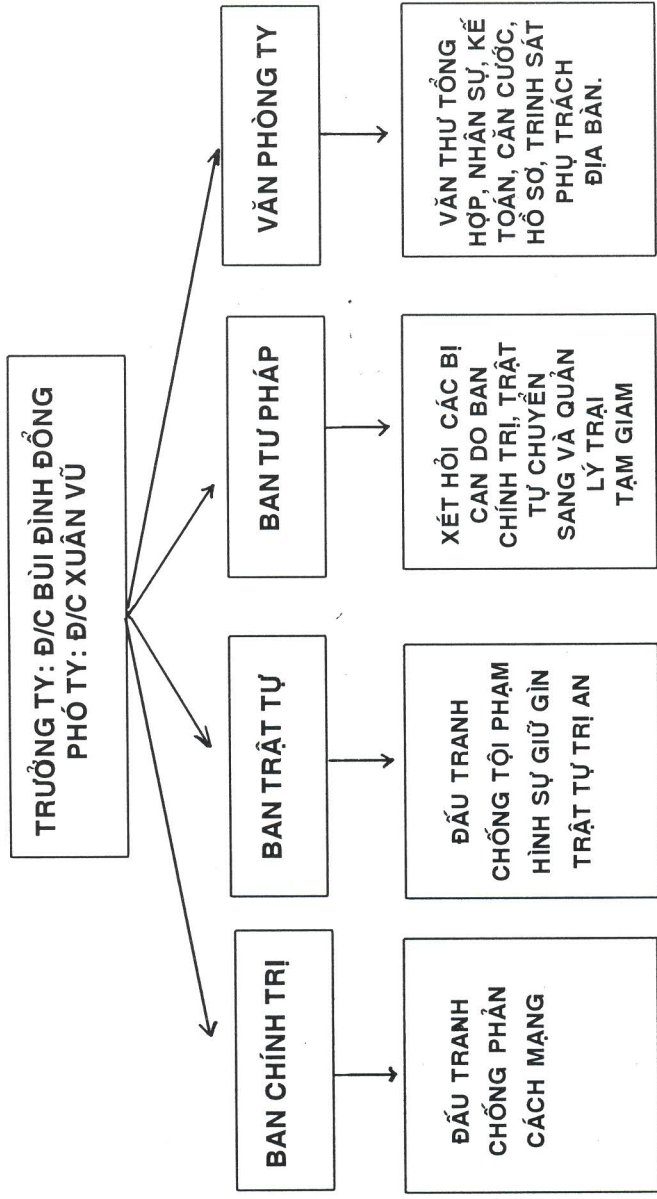 TRƯỞNG TY: Đ/C BÙI ĐÌNH ĐỔNG
PHÓ TY: Đ/C XUÂN VŨ
BAN CHÍNH TRỊ
BAN TRẬT TỰ
BAN TƯ PHÁP
VĂN PHÒNG TY
ĐẤU TRANH
CHỐNG PHẢN
CÁCH MẠNG
ĐẤU TRANH
CHỐNG TỘI PHẠM
HÌNH SỰ GIỮ GÌN
TRẬT TỰ TRỊ AN
XÉT HỎI CÁC BỊ
CAN DO BAN
CHÍNH TRỊ, TRẬT
TỰ CHUYỂN
SANG VÀ QUẢN
LÝ TRẠI
TẠM GIAM
VĂN THƯ TỔNG
HỢP, NHÂN SỰ, KẾ
TOÁN, CĂN CƯỚC,
HỒ SƠ, TRINH SÁT
PHỤ TRÁCH
ĐỊA BÀN.